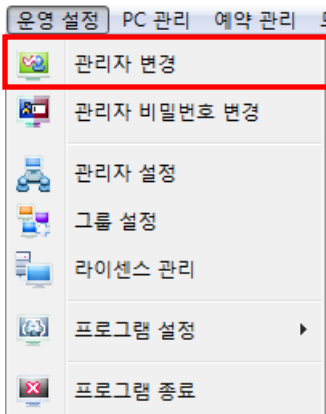 운영 설정 PC 관리 예약 관리
관리자 변경
관리자 비밀번호 변경
관리자 설정
그룹 설정
라이센스 관리
프로그램 설정
프로그램 종료